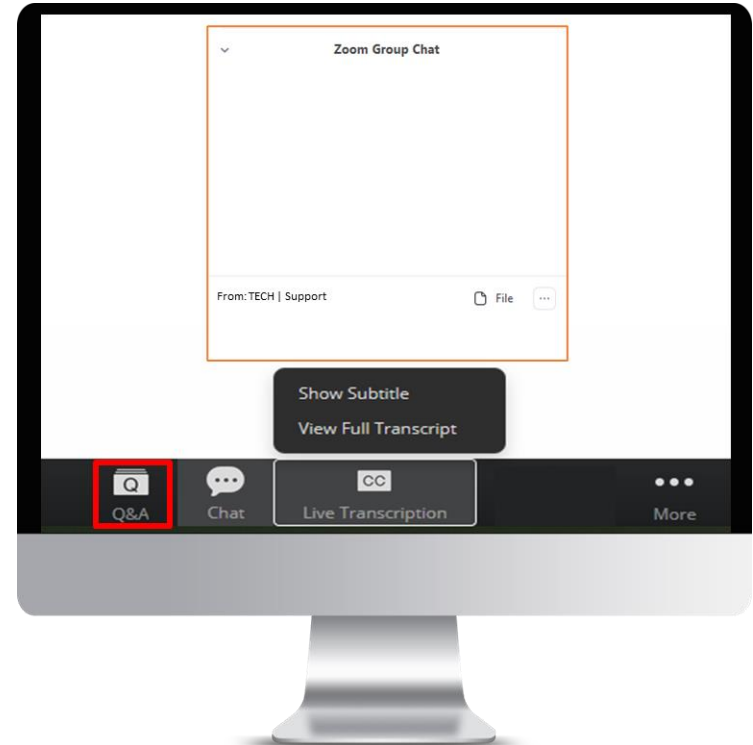 Zoom Group Chat
From: TECH | Support File
Show Subtitle
View Full Transcript
Q
CC
Q&A Chat Live Transcription More